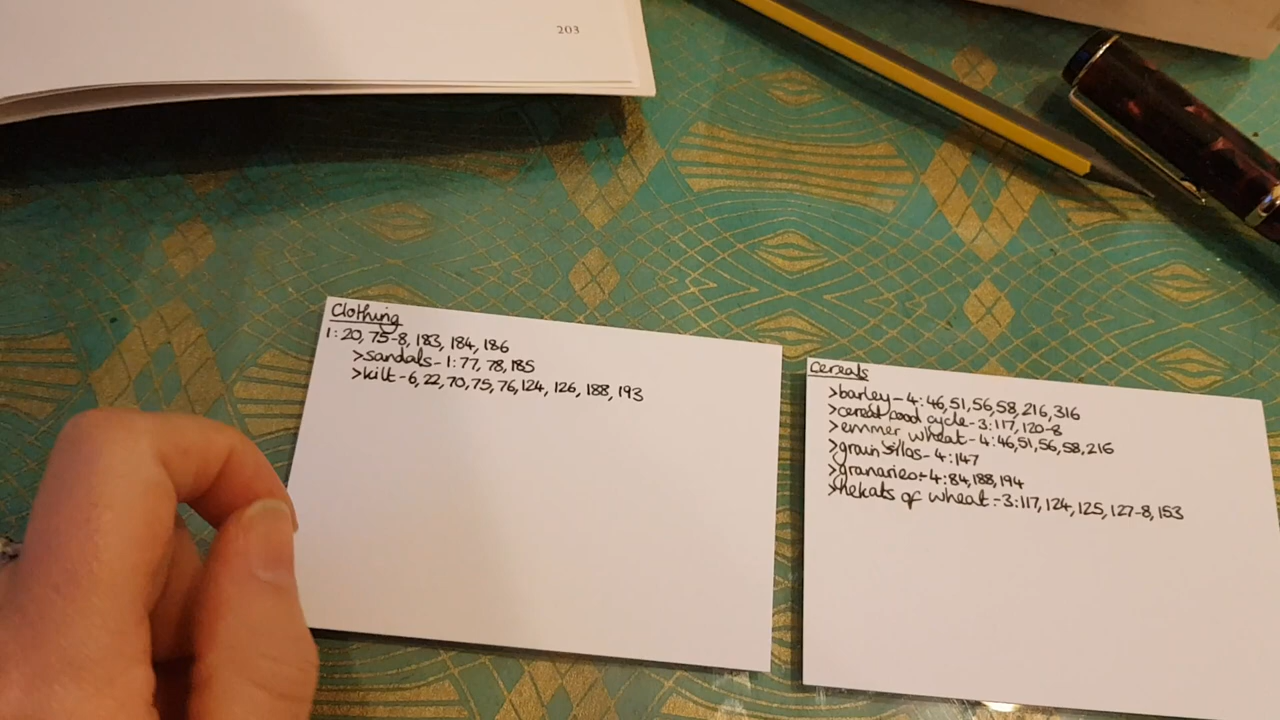 203
Clothing
1: 20, 75-8, 183, 184, 186
>sandals - 1: 77, 78, 185
>kilt - 6, 22, 70, 75, 76, 124, 126, 188, 193
Cereals
>barley - 4: 46, 51, 56, 58, 216, 316
>cereal food cycle - 3: 117, 120-8
>emmer wheat - 4: 46, 51, 56, 58, 216
>grain silos - 4: 147
>granaries - 4: 84, 188, 194
>hekats of wheat - 3: 117, 124, 125, 127-8, 153